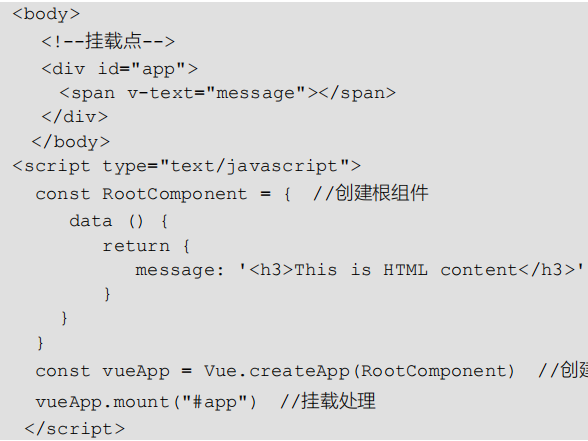 <body>
<!--挂载点-->
<div id="app">
<span v-text="message"></span>
</div>
</body>
<script type="text/javascript">
const RootComponent = { //创建根组件
data () {
return {
message: '<h3>This is HTML content</h3>'
}
}
}
const vueApp = Vue.createApp(RootComponent) //创
vueApp.mount("#app") //挂载处理
</script>